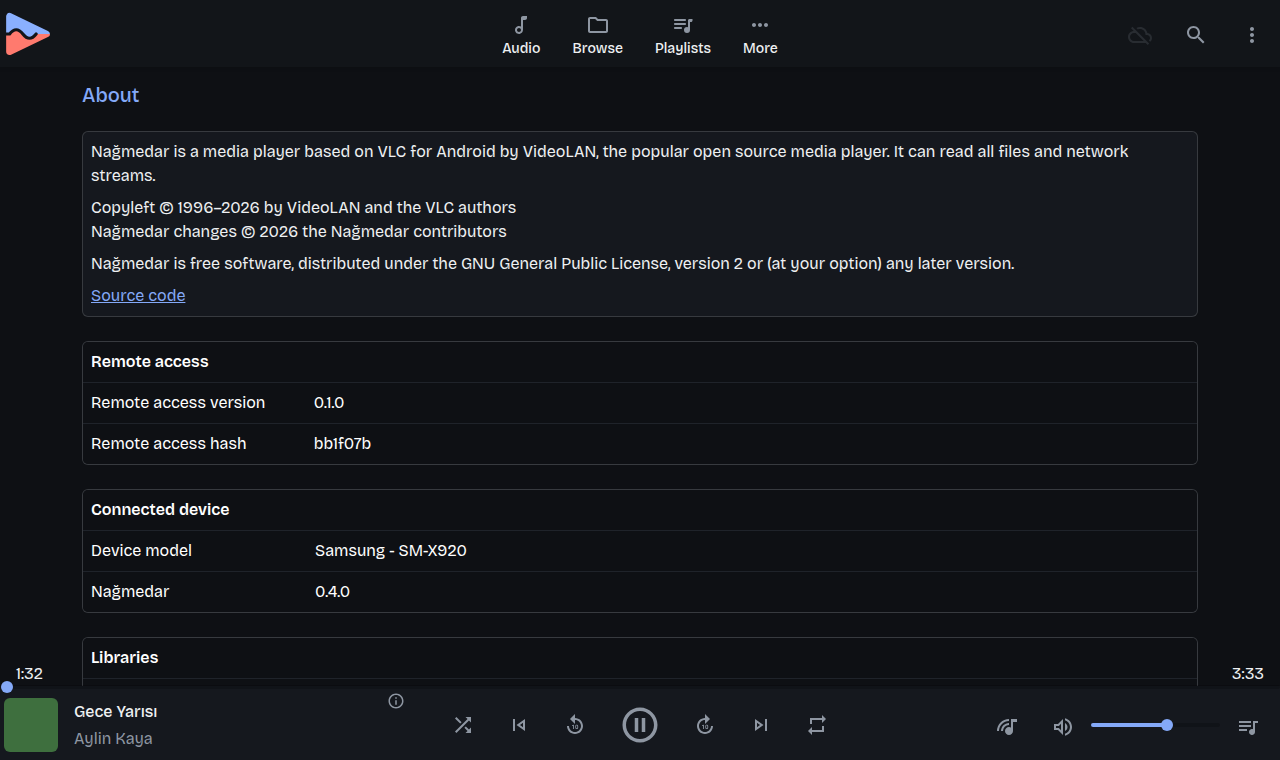 Audio
Browse
Playlists
More
About
Nağmedar is a media player based on VLC for Android by VideoLAN, the popular open source media player. It can read all files and network
streams.
Copyleft © 1996–2026 by VideoLAN and the VLC authors
Nağmedar changes © 2026 the Nağmedar contributors
Nağmedar is free software, distributed under the GNU General Public License, version 2 or (at your option) any later version.
Source code
Remote access
Remote access version 0.1.0
Remote access hash bb1f07b
Connected device
Device model Samsung - SM-X920
Nağmedar 0.4.0
Libraries
1:32
3:33
Gece Yarısı
Aylin Kaya
10
10